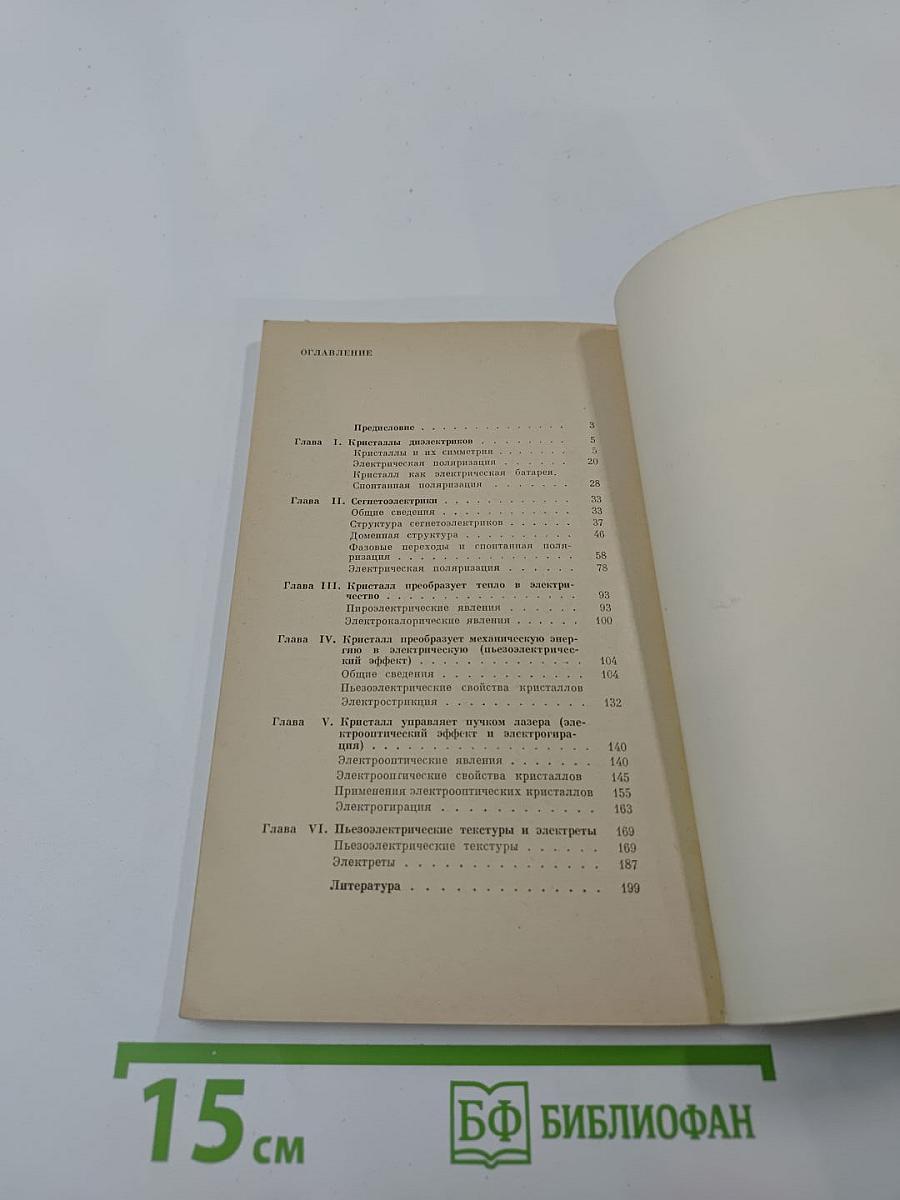 ОГЛАВЛЕНИЕ
Предисловие . . . . . . . . . . . . . . 3
Глава I. Кристаллы диэлектриков . . . . . . . . 5
Кристаллы и их симметрия . . . . . . . 5
Электрическая поляризация . . . . . . 20
Кристалл как электрическая батарея.
Спонтанная поляризация . . . . . . . 28
Глава II. Сегнетоэлектрики . . . . . . . . . . . . 33
Общие сведения . . . . . . . . . . . . 33
Структура сегнетоэлектриков . . . . . . 37
Доменная структура . . . . . . . . . . 46
Фазовые переходы и спонтанная поля-
ризация . . . . . . . . . . . . . . . . 58
Электрическая поляризация . . . . . . . 78
Глава III. Кристалл преобразует тепло в электри-
чество . . . . . . . . . . . . . . . . . 93
Пироэлектрические явления . . . . . . 93
Электрокалорические явления . . . . . . 100
Глава IV. Кристалл преобразует механическую энер-
гию в электрическую (пьезоэлектричес-
кий эффект) . . . . . . . . . . . . . . 104
Общие сведения . . . . . . . . . . . . 104
Пьезоэлектрические свойства кристаллов
Электрострикция . . . . . . . . . . . . 132
Глава V. Кристалл управляет пучком лазера (эле-
ктрооптический эффект и электрогира-
ция) . . . . . . . . . . . . . . . . . . 140
Электрооптические явления . . . . . . . 140
Электрооптические свойства кристаллов 145
Применения электрооптических кристаллов 155
Электрогирация . . . . . . . . . . . . . 163
Глава VI. Пьезоэлектрические текстуры и электреты 169
Пьезоэлектрические текстуры . . . . . . 169
Электреты . . . . . . . . . . . . . . . 187
Литература . . . . . . . . . . . . . . 199
15 см
БФ БИБЛИОФАН